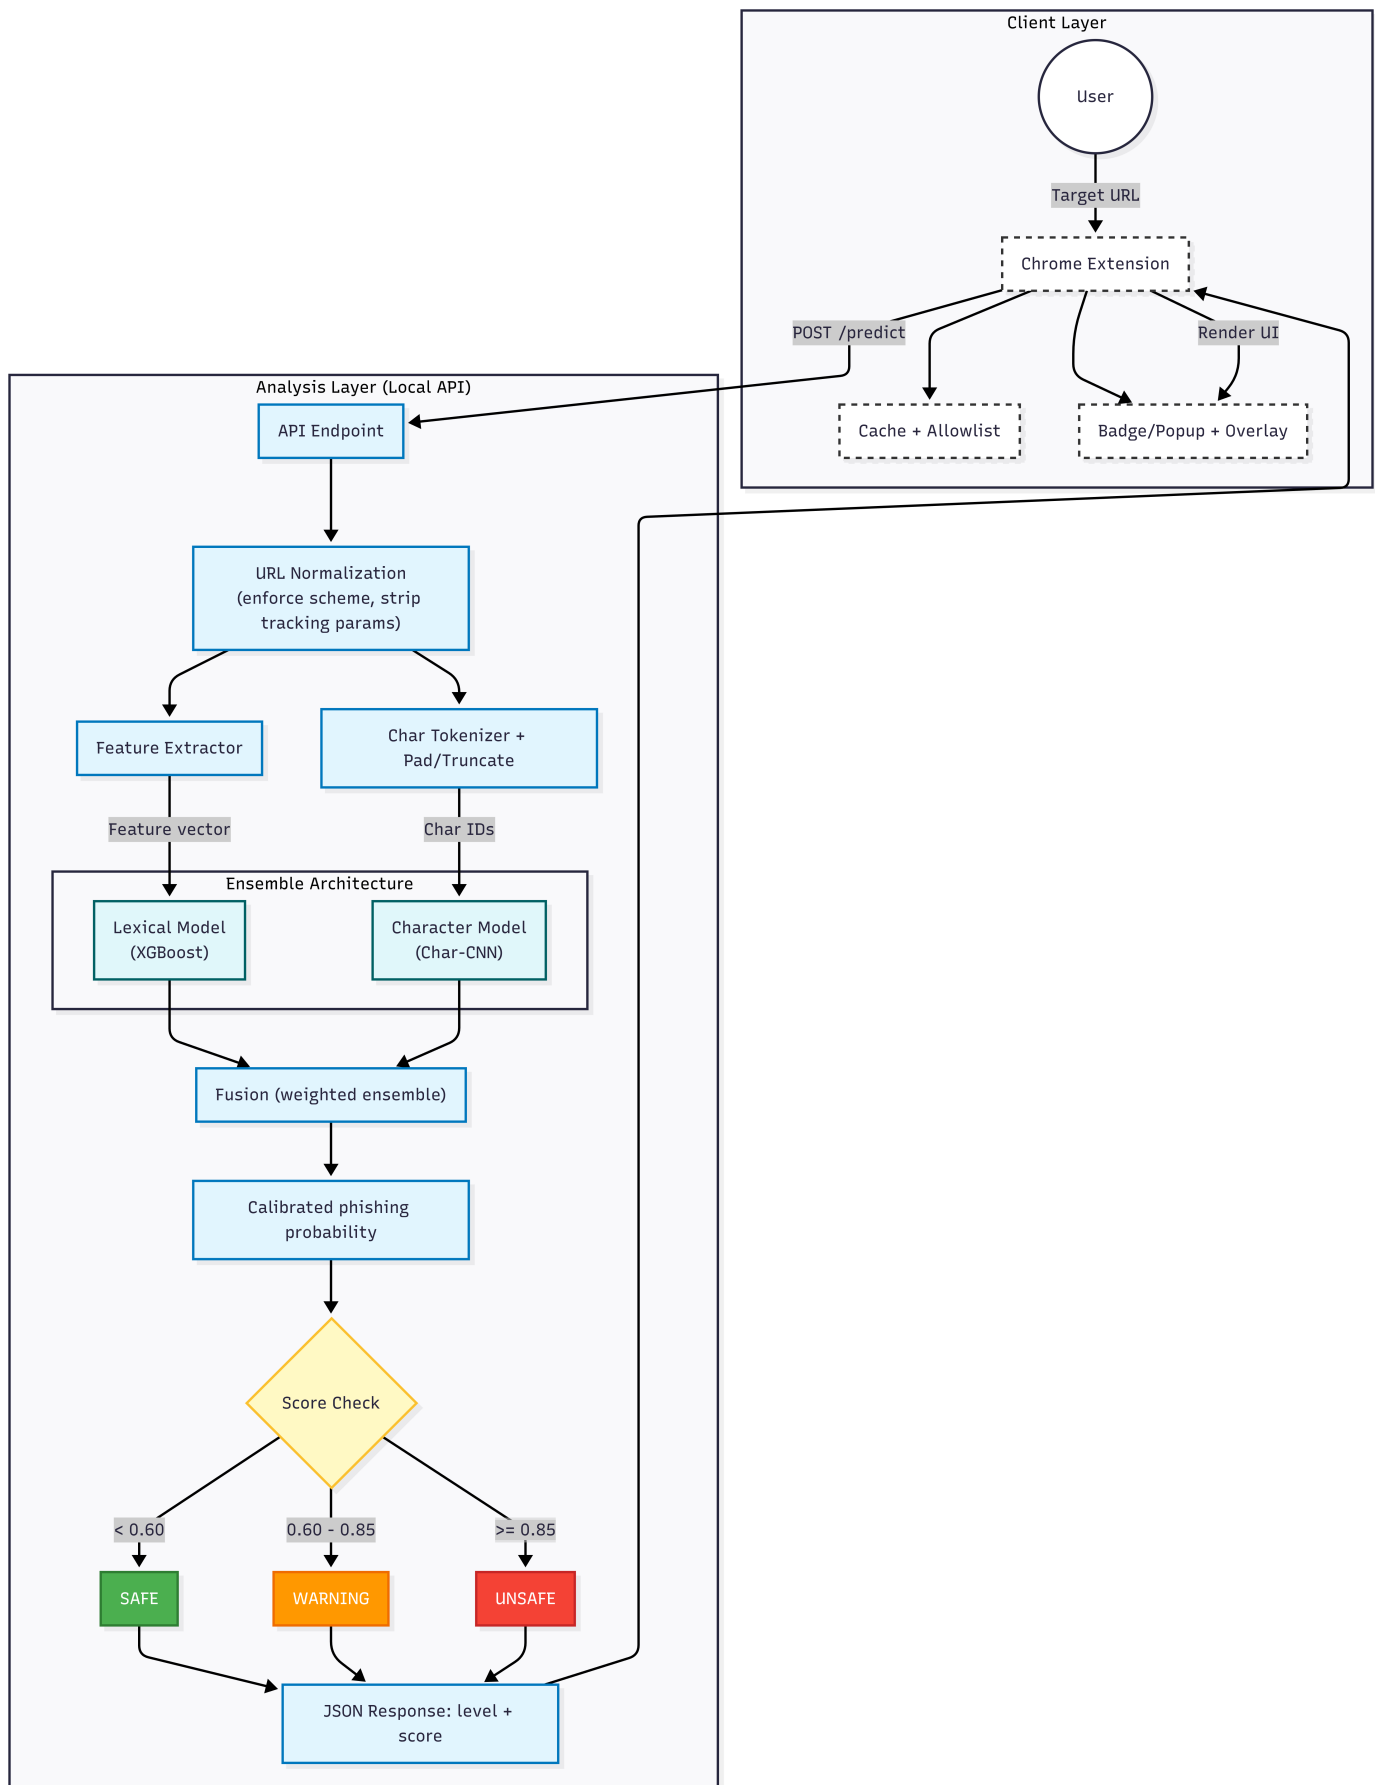 Client Layer
User
Target URL
Chrome Extension
POST /predict
Render UI
Cache + Allowlist
Badge/Popup + Overlay
Analysis Layer (Local API)
API Endpoint
URL Normalization
(enforce scheme, strip
tracking params)
Feature Extractor
Char Tokenizer +
Pad/Truncate
Feature vector
Char IDs
Ensemble Architecture
Lexical Model
(XGBoost)
Character Model
(Char-CNN)
Fusion (weighted ensemble)
Calibrated phishing
probability
Score Check
< 0.60
0.60 - 0.85
>= 0.85
SAFE
WARNING
UNSAFE
JSON Response: level +
score